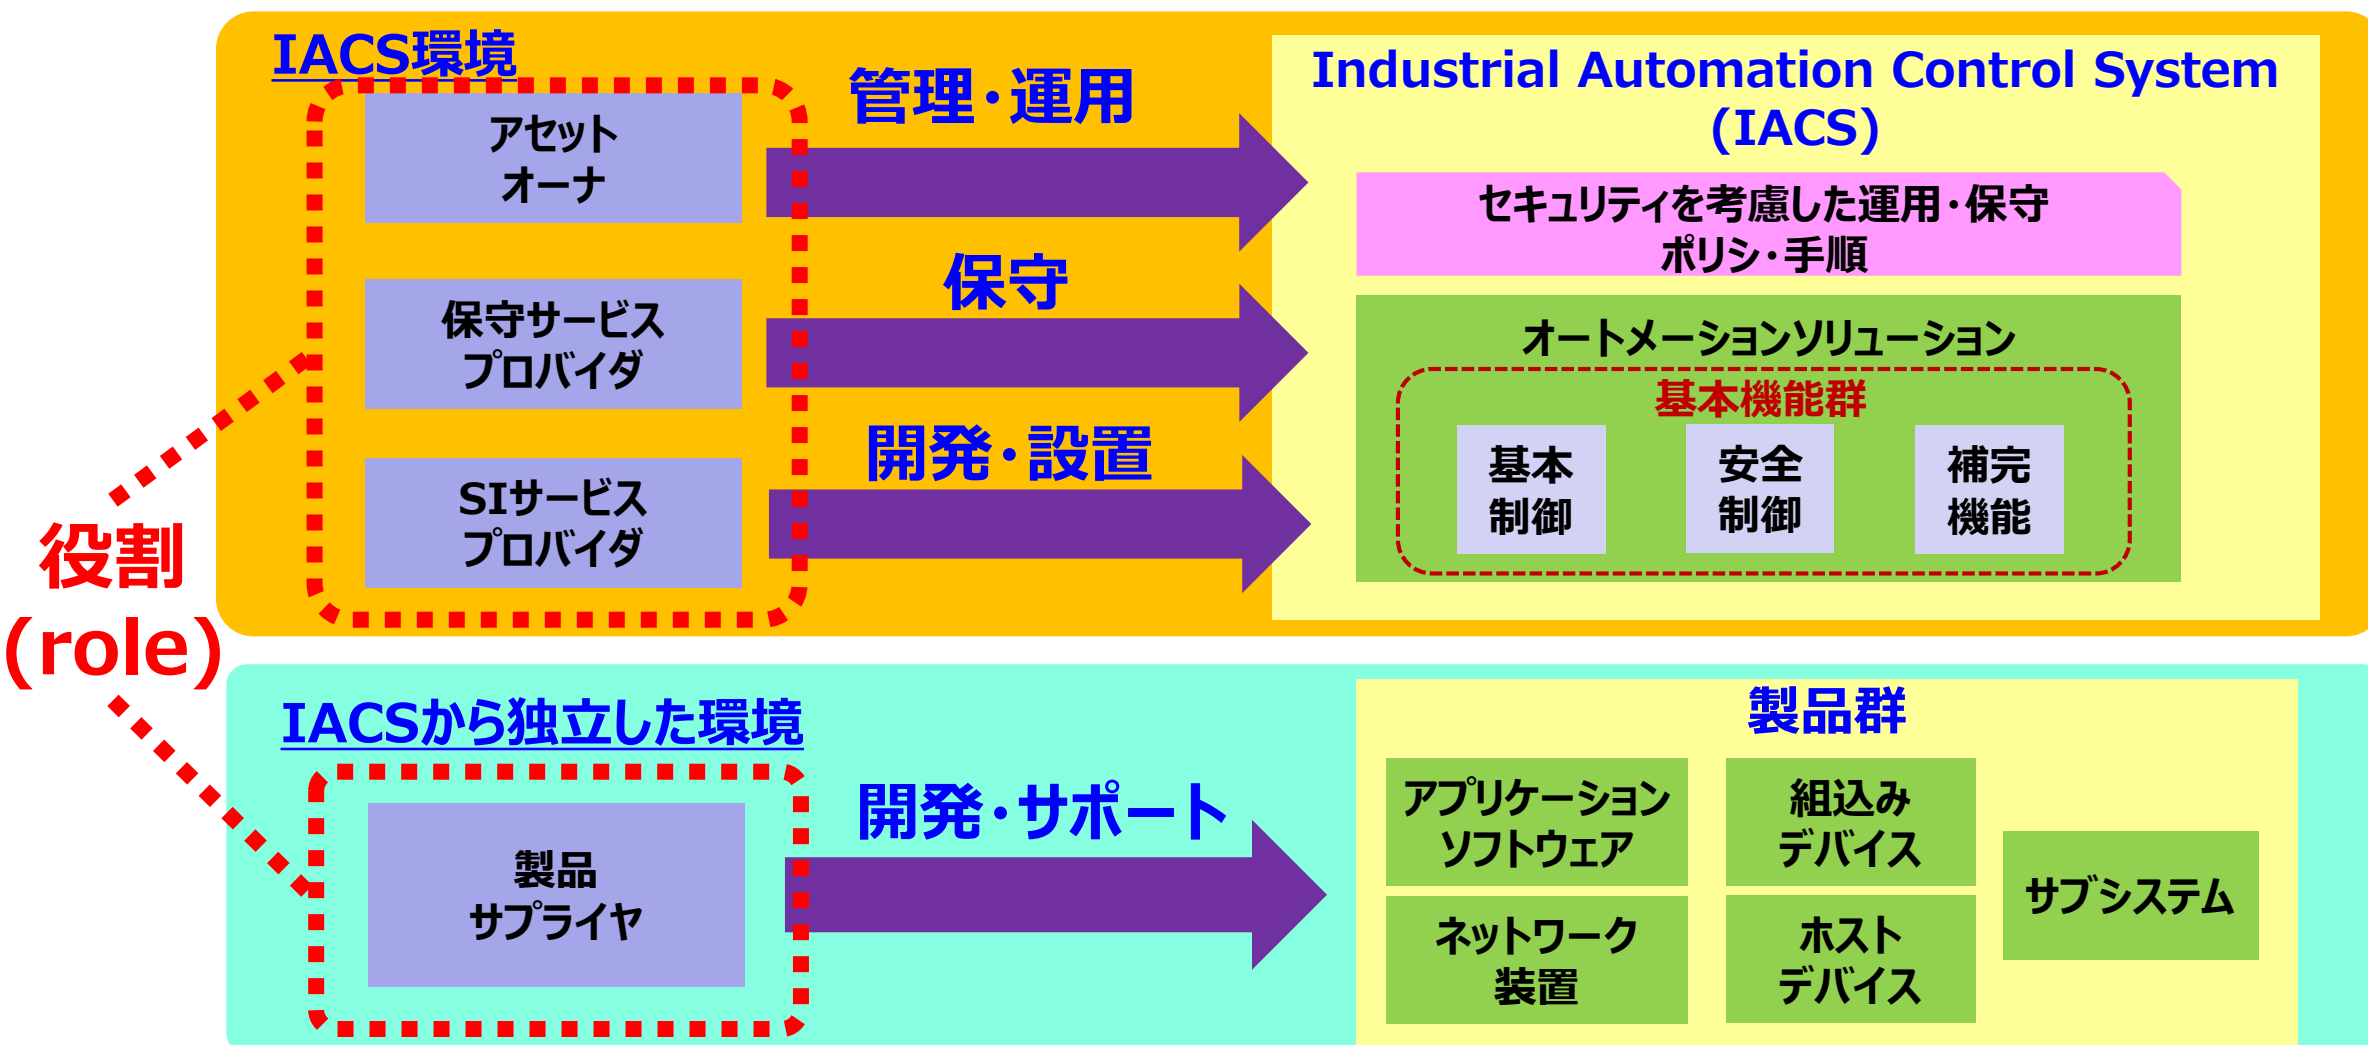 IACS環境
アセット
オーナ
管理・運用
保守サービス
プロバイダ
保守
SIサービス
プロバイダ
開発・設置
Industrial Automation Control System
(IACS)
セキュリティを考慮した運用・保守
ポリシ・手順
オートメーションソリューション
基本機能群
基本
制御
安全
制御
補完
機能
役割
(role)
IACSから独立した環境
製品
サプライヤ
開発・サポート
製品群
アプリケーション
ソフトウェア
組込み
デバイス
ネットワーク
装置
ホスト
デバイス
サブシステム